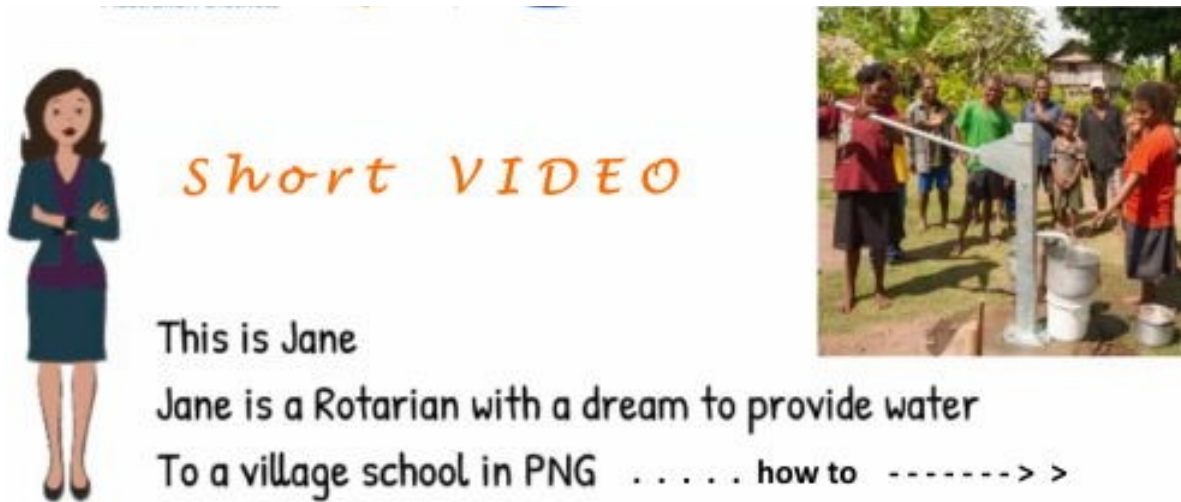 Short VIDEO
This is Jane
Jane is a Rotarian with a dream to provide water
To a village school in PNG . . . . . how to - - - - - - - > >